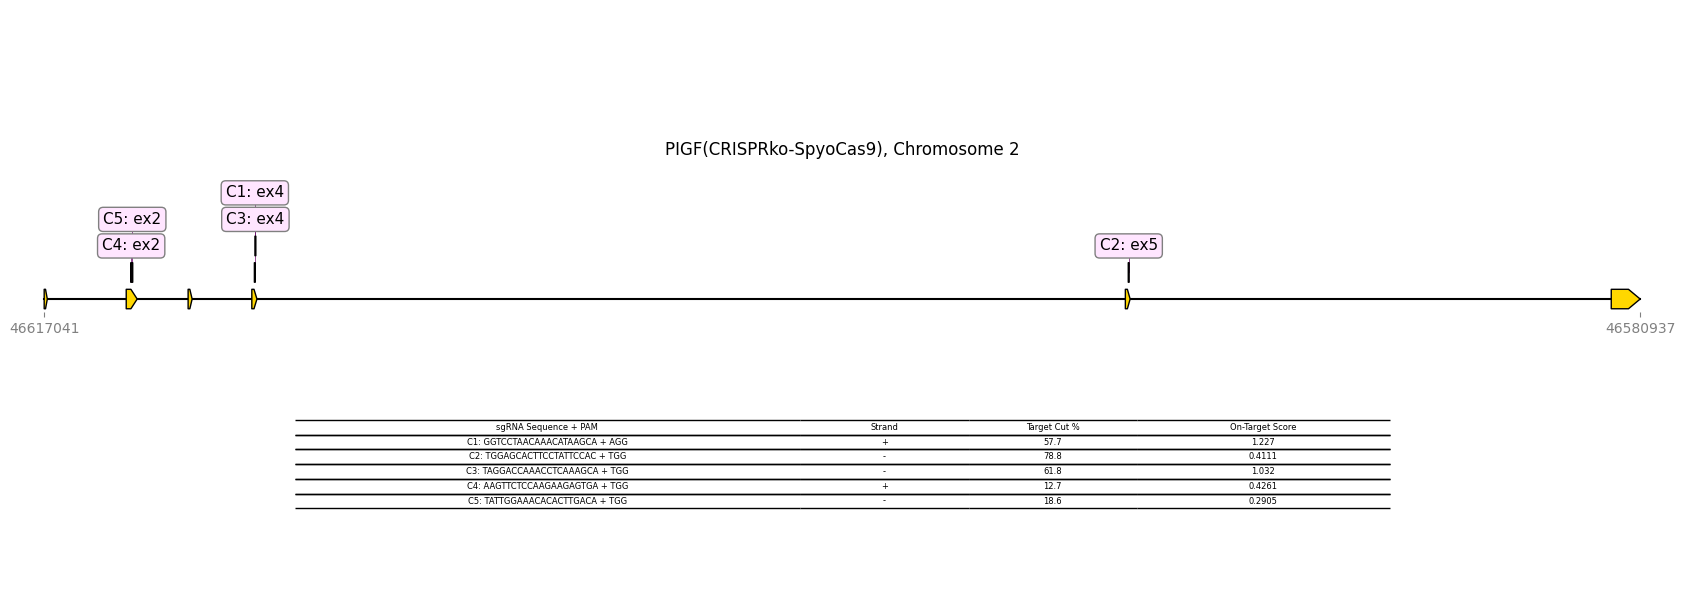 PIGF(CRISPRko-SpyoCas9), Chromosome 2
C1: ex4
C5: ex2
C3: ex4
C4: ex2
C2: ex5
46617041
46580937
sgRNA Sequence + PAM Strand Target Cut % On-Target Score
C1: GGTCCTAACAAACATAAGCA + AGG + 57.7 1.227
C2: TGGAGCACTTCCTATTCCAC + TGG - 78.8 0.4111
C3: TAGGACCAAACCTCAAAGCA + TGG - 61.8 1.032
C4: AAGTTCTCCAAGAAGAGTGA + TGG + 12.7 0.4261
C5: TATTGGAAACACACTTGACA + TGG - 18.6 0.2905